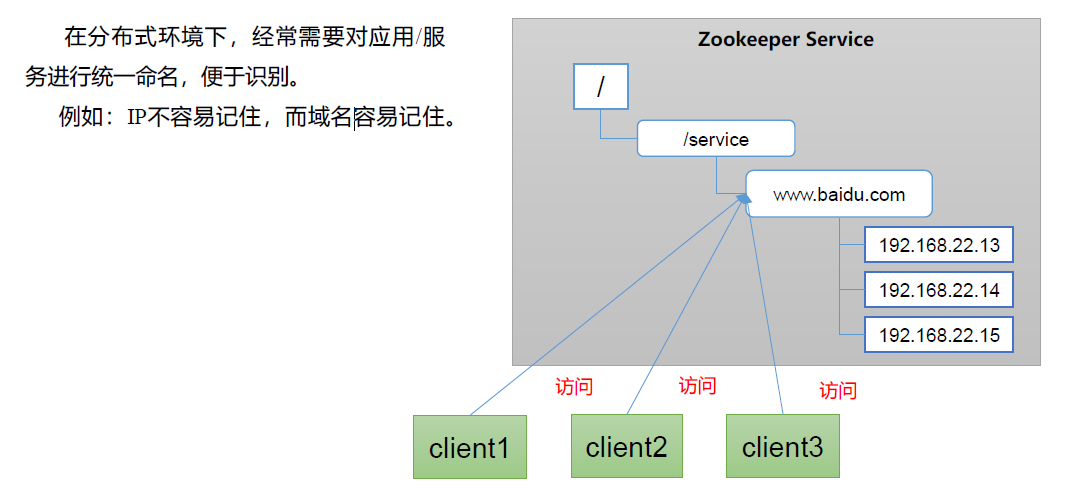 在分布式环境下，经常需要对应用/服
务进行统一命名，便于识别。
例如：IP不容易记住，而域名容易记住。
Zookeeper Service
/
/service
www.baidu.com
192.168.22.13
192.168.22.14
192.168.22.15
访问
访问
访问
client1
client2
client3